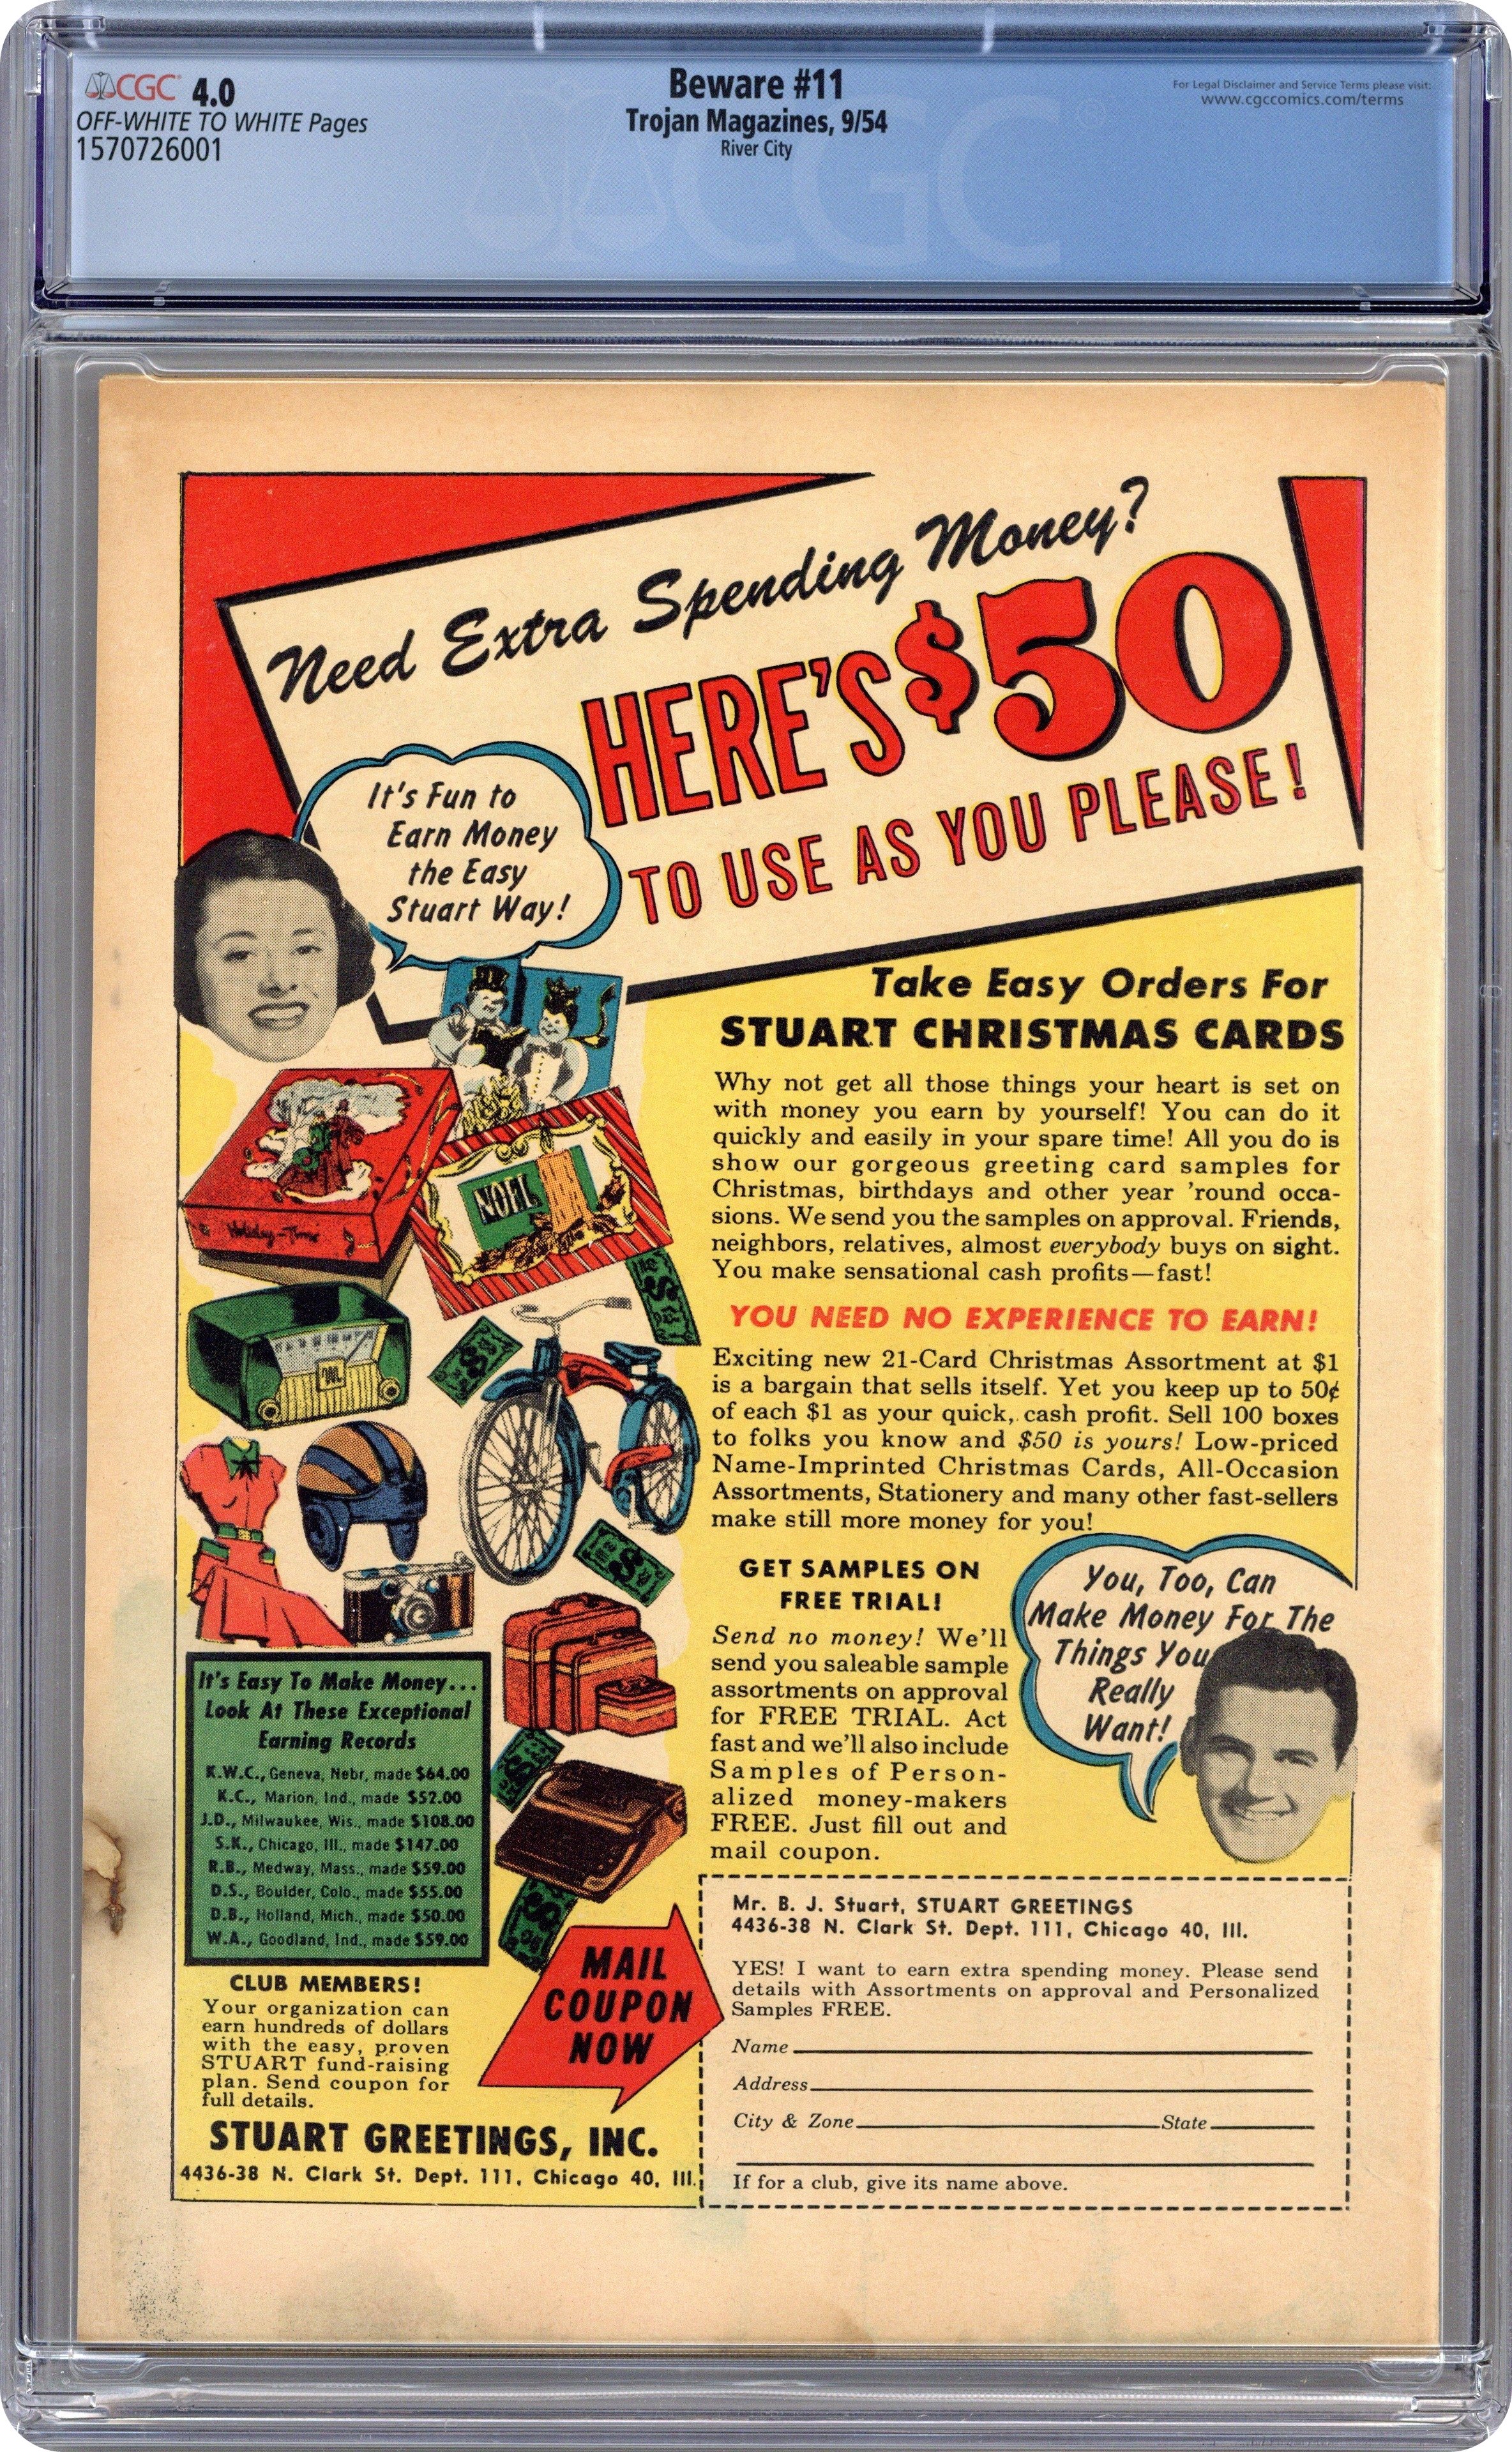 CGC 4.0
OFF-WHITE TO WHITE Pages
1570726001
Beware #11
Trojan Magazines, 9/54
River City
For Legal Disclaimer and Service Terms please visit:
www.cgccomics.com/terms
CGC
Need Extra Spending Money?
HERE'S $50
TO USE AS YOU PLEASE!
It's Fun to
Earn Money
the Easy
Stuart Way!
Take Easy Orders For
STUART CHRISTMAS CARDS
Why not get all those things your heart is set on
with money you earn by yourself! You can do it
quickly and easily in your spare time! All you do is
show our gorgeous greeting card samples for
Christmas, birthdays and other year 'round occa-
sions. We send you the samples on approval. Friends,
neighbors, relatives, almost everybody buys on sight.
You make sensational cash profits—fast!
NOEL
Holiday-Time
YOU NEED NO EXPERIENCE TO EARN!
Exciting new 21-Card Christmas Assortment at $1
is a bargain that sells itself. Yet you keep up to 50¢
of each $1 as your quick, cash profit. Sell 100 boxes
to folks you know and $50 is yours! Low-priced
Name-Imprinted Christmas Cards, All-Occasion
Assortments, Stationery and many other fast-sellers
make still more money for you!
GET SAMPLES ON
FREE TRIAL!
Send no money! We'll
send you saleable sample
assortments on approval
for FREE TRIAL. Act
fast and we'll also include
Samples of Person-
alized money-makers
FREE. Just fill out and
mail coupon.
You, Too, Can
Make Money For The
Things You
Really
Want!
It's Easy To Make Money...
Look At These Exceptional
Earning Records
K.W.C., Geneva, Nebr, made $64.00
K.C., Marion, Ind., made $52.00
J.D., Milwaukee, Wis., made $108.00
S.K., Chicago, Ill., made $147.00
R.B., Medway, Mass., made $59.00
D.S., Boulder, Colo., made $55.00
D.B., Holland, Mich., made $50.00
W.A., Goodland, Ind., made $59.00
CLUB MEMBERS!
Your organization can
earn hundreds of dollars
with the easy, proven
STUART fund-raising
plan. Send coupon for
full details.
MAIL
COUPON
NOW
STUART GREETINGS, INC.
4436-38 N. Clark St. Dept. 111, Chicago 40, Ill.
Mr. B. J. Stuart, STUART GREETINGS
4436-38 N. Clark St. Dept. 111, Chicago 40, Ill.
YES! I want to earn extra spending money. Please send
details with Assortments on approval and Personalized
Samples FREE.
Name
Address
City & Zone State
If for a club, give its name above.